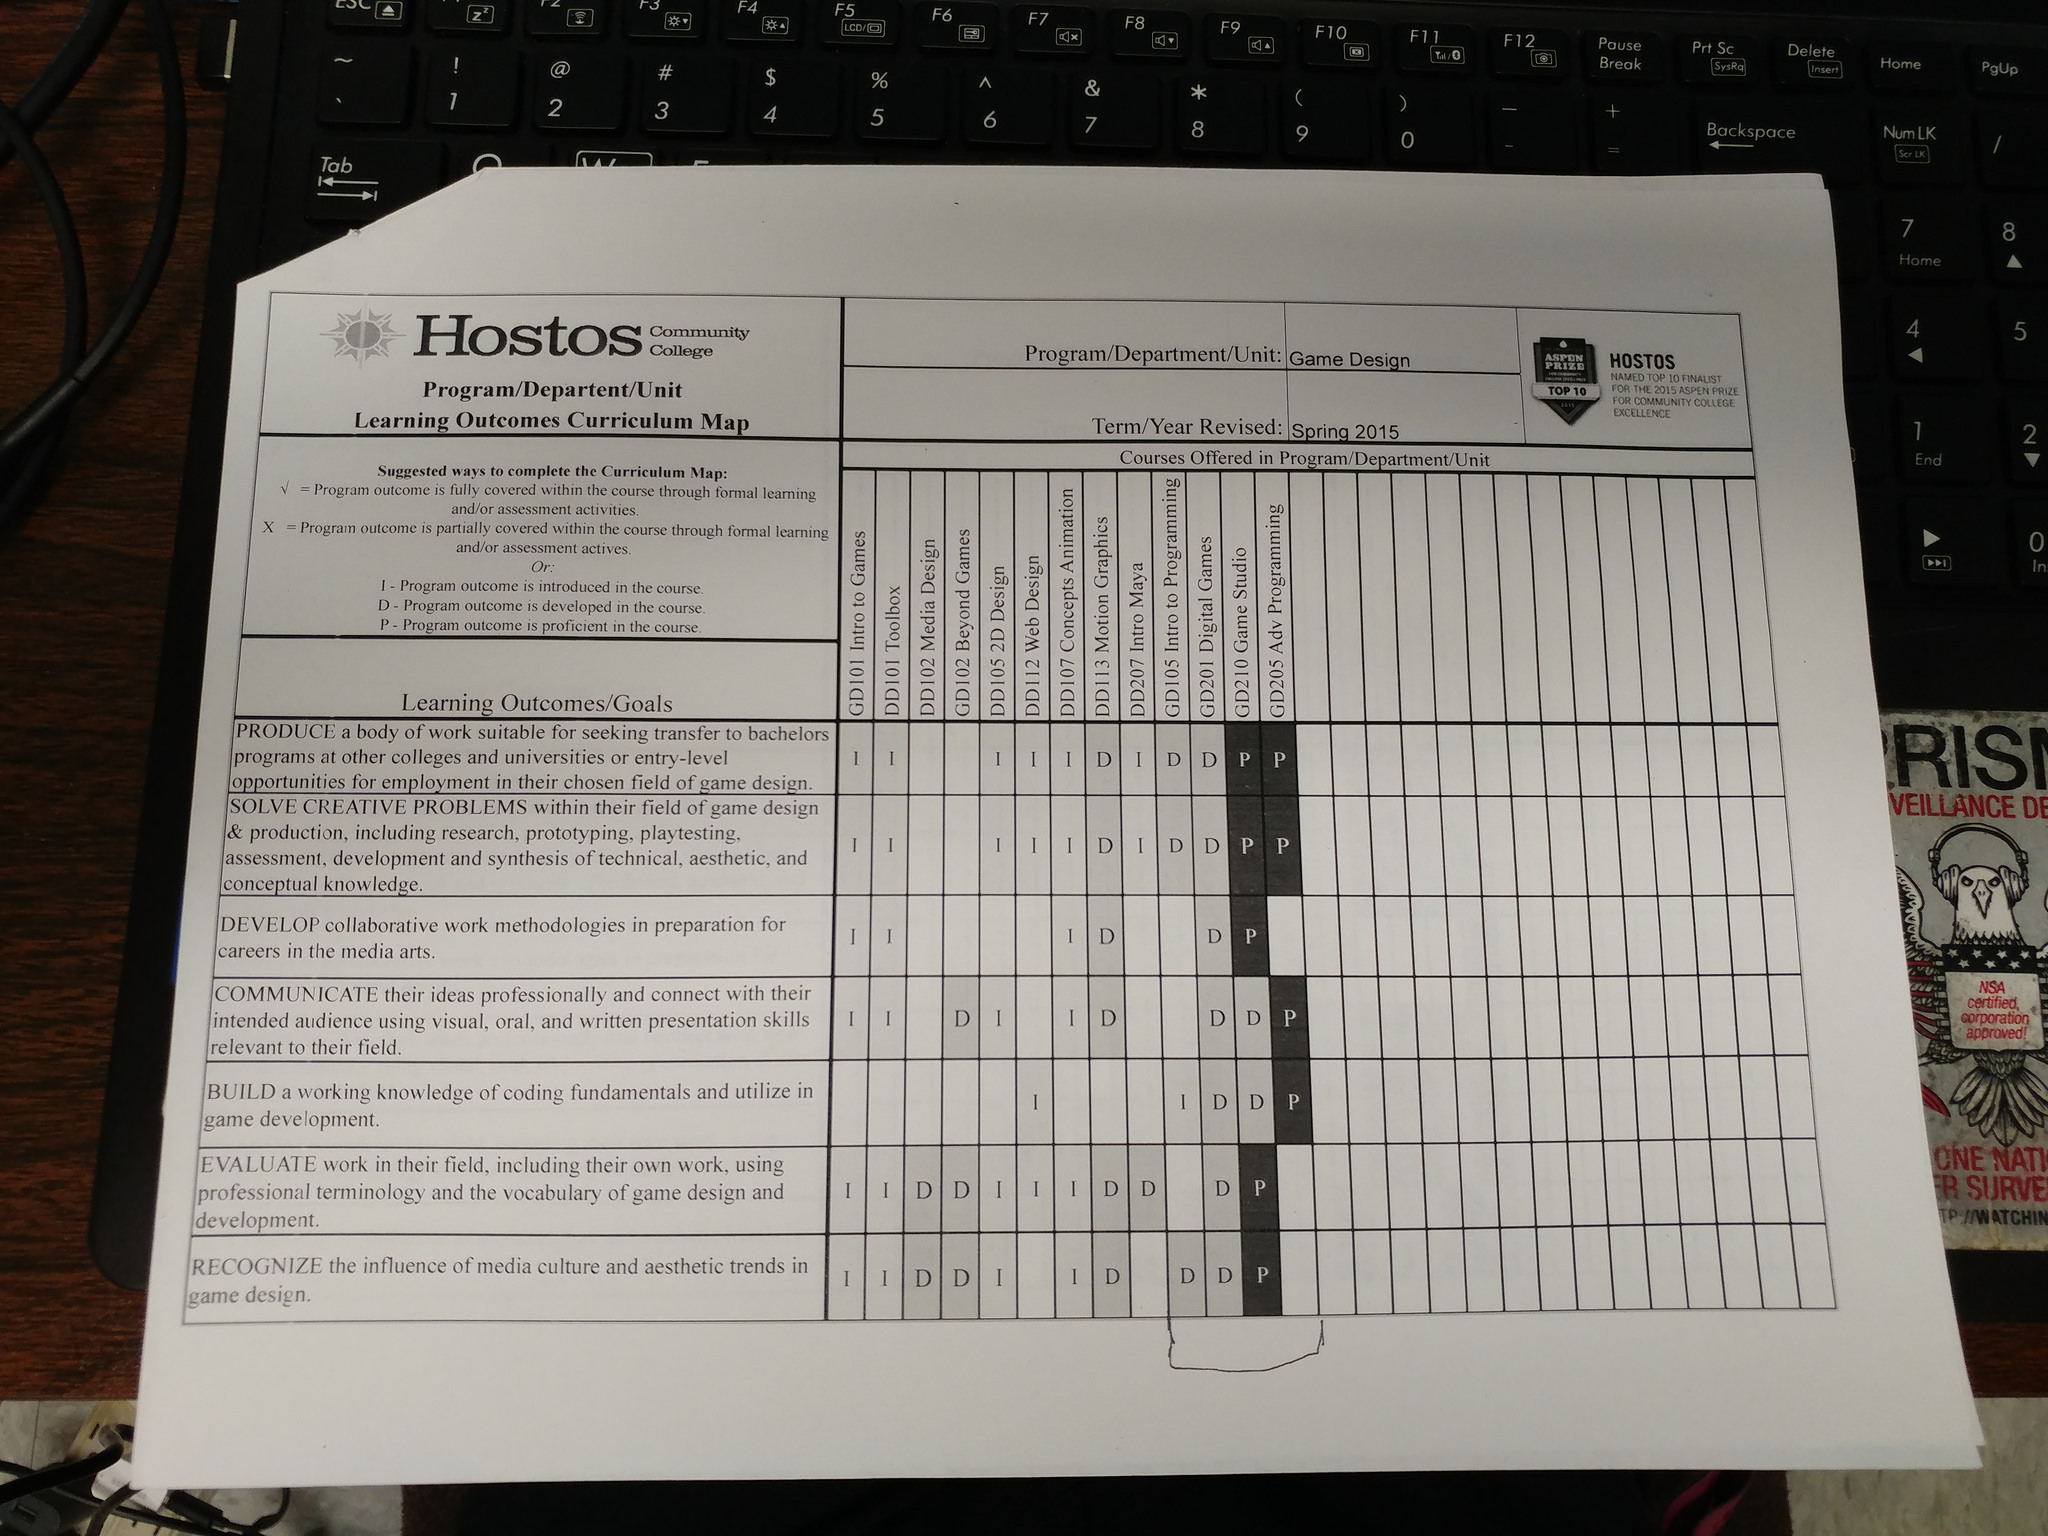 ESC
F2
F3
F4
F5
LCD/
F6
F7
F8
F9
F10
F11
F12
Pause
Break
Prt Sc
SysRq
Delete
Insert
Home
PgUp
~ `
! 1
@ 2
# 3
$ 4
% 5
^ 6
& 7
* 8
( 9
) 0
_ -
+ =
Backspace
Num LK
Scr LK
/
Tab
7
Home
8
4
5
1
End
2
0
Hostos Community
College
Program/Departent/Unit
Learning Outcomes Curriculum Map
Program/Department/Unit: Game Design
Term/Year Revised: Spring 2015
ASPEN
PRIZE
TOP 10
2015
HOSTOS
NAMED TOP 10 FINALIST
FOR THE 2015 ASPEN PRIZE
FOR COMMUNITY COLLEGE
EXCELLENCE
Suggested ways to complete the Curriculum Map:
√ = Program outcome is fully covered within the course through formal learning
and/or assessment activities.
X = Program outcome is partially covered within the course through formal learning
and/or assessment actives.
Or:
I - Program outcome is introduced in the course.
D - Program outcome is developed in the course.
P - Program outcome is proficient in the course.
Courses Offered in Program/Department/Unit
GD101 Intro to Games
DD101 Toolbox
DD102 Media Design
GD102 Beyond Games
DD105 2D Design
DD112 Web Design
DD107 Concepts Animation
DD113 Motion Graphics
DD207 Intro Maya
GD105 Intro to Programming
GD201 Digital Games
GD210 Game Studio
GD205 Adv Programming
Learning Outcomes/Goals
PRODUCE a body of work suitable for seeking transfer to bachelors
programs at other colleges and universities or entry-level
opportunities for employment in their chosen field of game design.
I I I I I D I D D P P
SOLVE CREATIVE PROBLEMS within their field of game design
& production, including research, prototyping, playtesting,
assessment, development and synthesis of technical, aesthetic, and
conceptual knowledge.
I I I I I D I D D P P
DEVELOP collaborative work methodologies in preparation for
careers in the media arts.
I I I D D P
COMMUNICATE their ideas professionally and connect with their
intended audience using visual, oral, and written presentation skills
relevant to their field.
I I D I I D D D P
BUILD a working knowledge of coding fundamentals and utilize in
game development.
I I D D P
EVALUATE work in their field, including their own work, using
professional terminology and the vocabulary of game design and
development.
I I D D I I I D D D P
RECOGNIZE the influence of media culture and aesthetic trends in
game design.
I I D D I I D D D P
NSA
certified,
corporation
approved!
ONE NATI